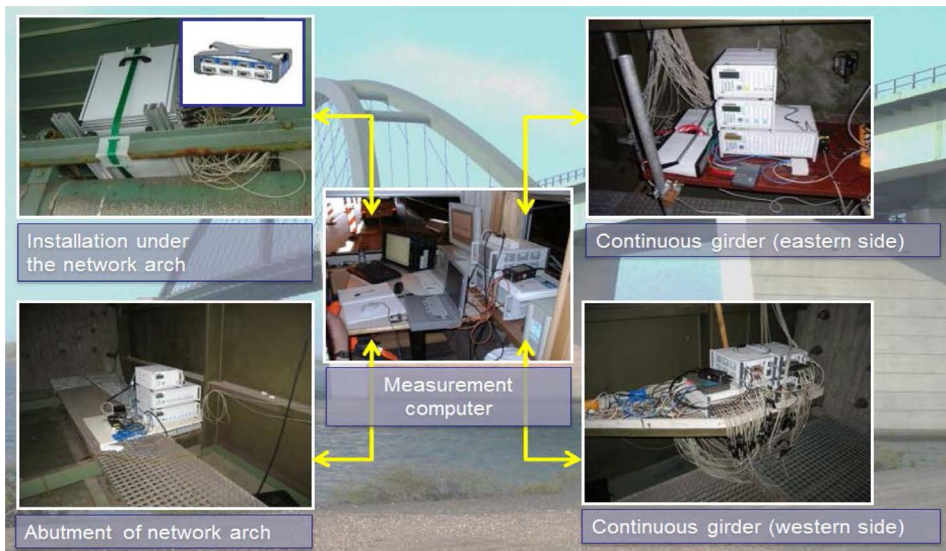 Installation under
the network arch
Continuous girder (eastern side)
Measurement
computer
Abutment of network arch
Continuous girder (western side)